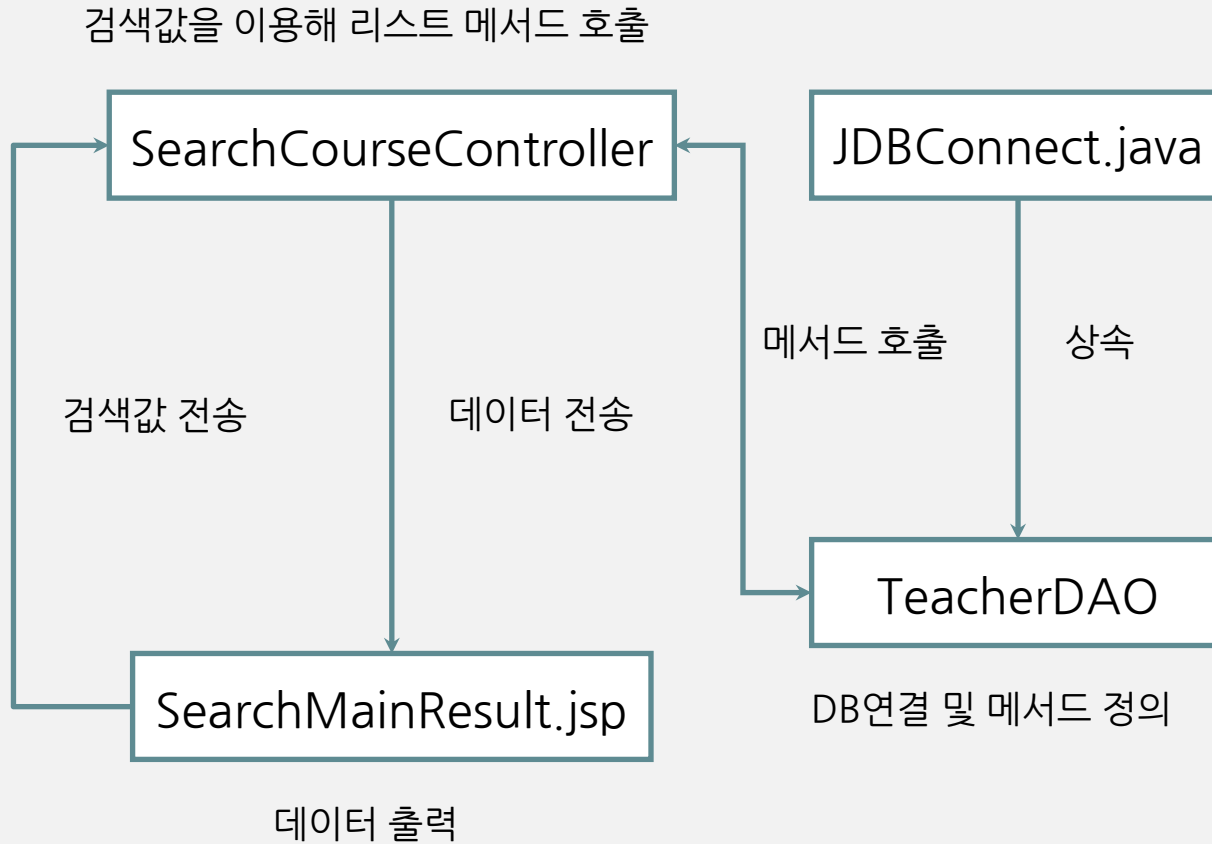 검색값을 이용해 리스트 메서드 호출
SearchCourseController
JDBConnect.java
메서드 호출
상속
검색값 전송
데이터 전송
TeacherDAO
SearchMainResult.jsp
DB연결 및 메서드 정의
데이터 출력